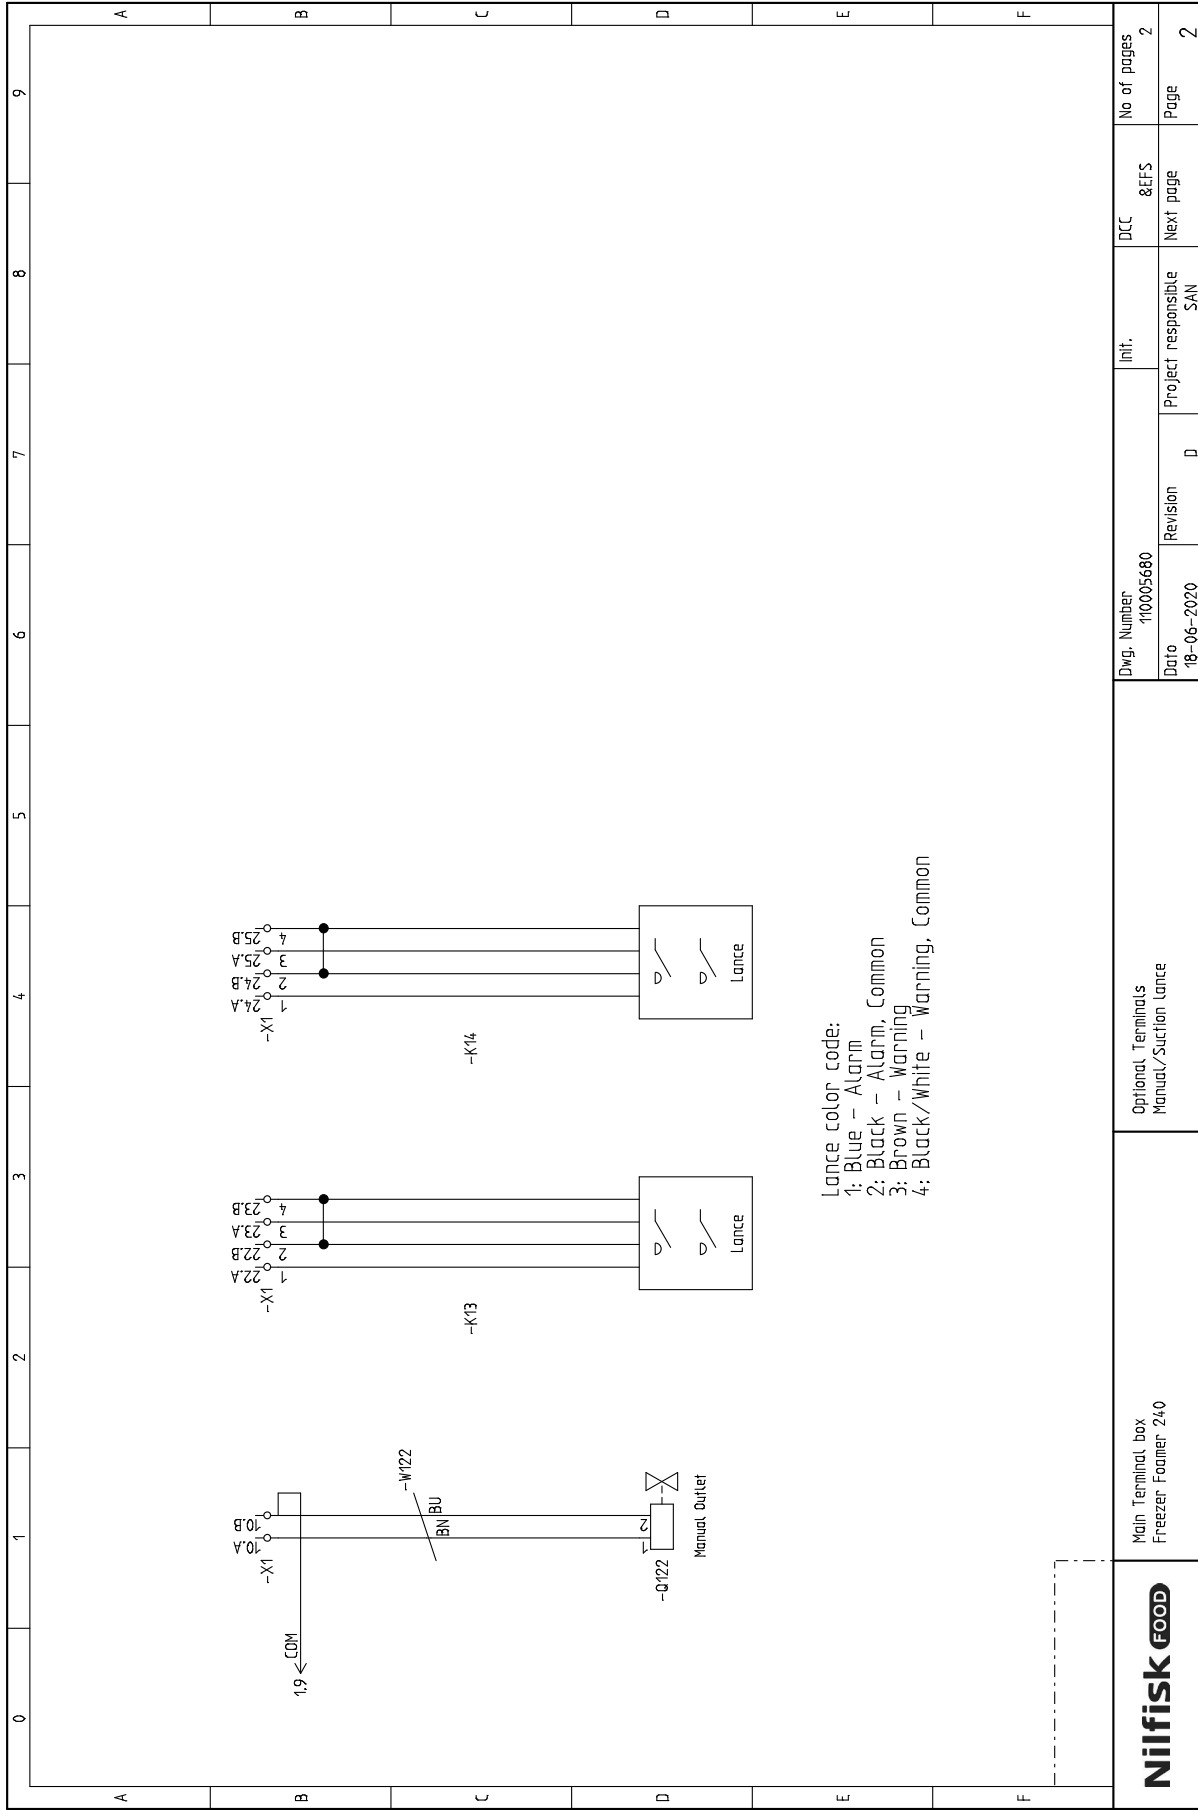 0 1 2 3 4 5 6 7 8 9
A
A
B
B
C
C
D
D
E
E
F
F
1.9 COM
-X1
10.A
10.B
-W122
BN
BU
-Q122
1
2
Manual Outlet
-X1
22.A
22.B
23.A
23.B
1
2
3
4
-K13
Lance
-X1
24.A
24.B
25.A
25.B
1
2
3
4
-K14
Lance
Lance color code:
1: Blue - Alarm
2: Black - Alarm, Common
3: Brown - Warning
4: Black/White - Warning, Common
Nilfisk FOOD
Main Terminal box
Freezer Foamer 240
Optional Terminals
Manual/Suction lance
Dwg. Number
110005680
Init.
DCC
&EFS
No of pages
2
Dato
18-06-2020
Revision
D
Project responsible
SAN
Next page
Page
2